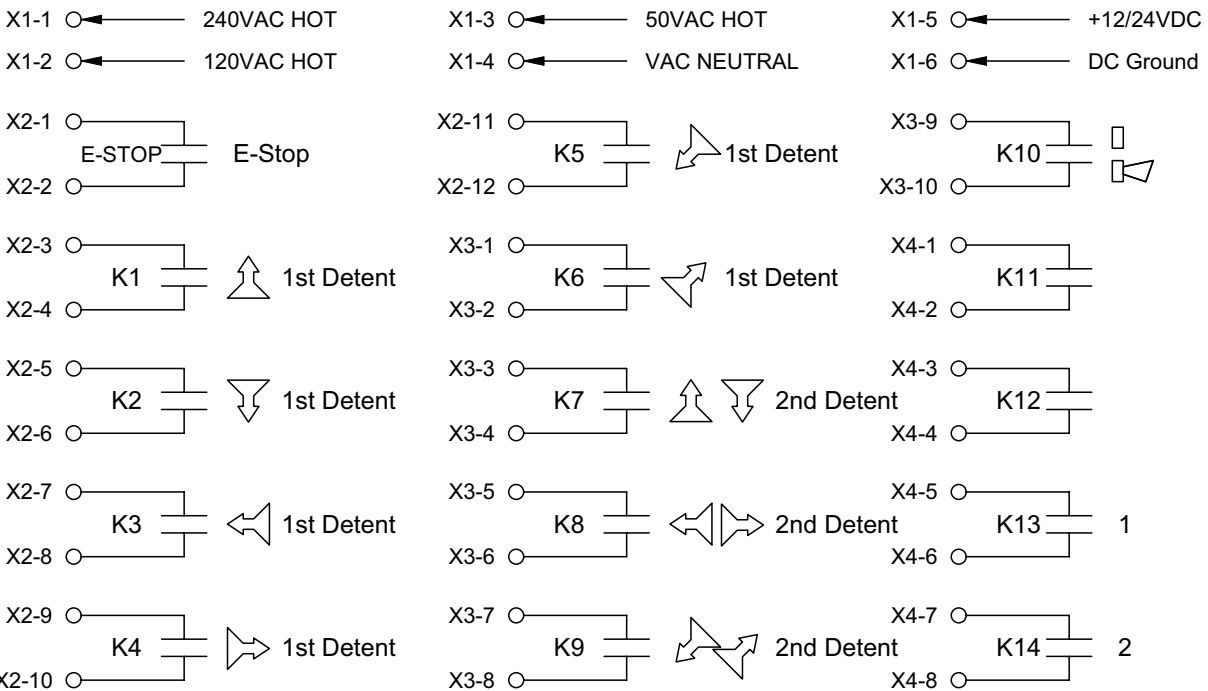 X1-1 240VAC HOT X1-3 50VAC HOT X1-5 +12/24VDC
X1-2 120VAC HOT X1-4 VAC NEUTRAL X1-6 DC Ground
X2-1 X2-11 X3-9
E-STOP E-Stop K5 1st Detent K10
X2-2 X2-12 X3-10
X2-3 X3-1 X4-1
K1 1st Detent K6 1st Detent K11
X2-4 X3-2 X4-2
X2-5 X3-3 X4-3
K2 1st Detent K7 2nd Detent K12
X2-6 X3-4 X4-4
X2-7 X3-5 X4-5
K3 1st Detent K8 2nd Detent K13 1
X2-8 X3-6 X4-6
X2-9 X3-7 X4-7
K4 1st Detent K9 2nd Detent K14 2
X2-10 X3-8 X4-8